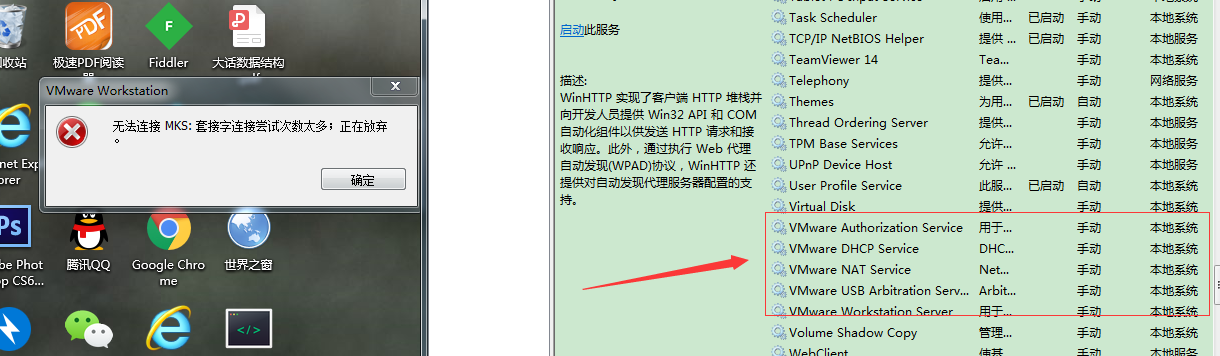 回收站
极速PDF阅读
器
Fiddler
大话数据结构
VMware Workstation
无法连接 MKS: 套接字连接尝试次数太多；正在放弃
。
确定
腾讯QQ
Google Chro
me
世界之窗
net Exp
orer
Ps
be Phot
op CS6...
</>
启动此服务
描述:
WinHTTP 实现了客户端 HTTP 堆栈并
向开发人员提供 Win32 API 和 COM
自动化组件以供发送 HTTP 请求和接
收响应。此外，通过执行 Web 代理
自动发现(WPAD)协议，WinHTTP 还
提供对自动发现代理服务器配置的支
持。
Task Scheduler 使用... 已启动 自动 本地系统
TCP/IP NetBIOS Helper 提供 ... 已启动 手动 本地服务
TeamViewer 14 Tea... 手动 本地系统
Telephony 提供... 手动 网络服务
Themes 为用... 已启动 自动 本地系统
Thread Ordering Server 提供... 手动 本地服务
TPM Base Services 允许... 手动 本地服务
UPnP Device Host 允许 ... 手动 本地服务
User Profile Service 此服... 已启动 自动 本地系统
Virtual Disk 提供... 手动 本地系统
VMware Authorization Service 用于... 手动 本地系统
VMware DHCP Service DHC... 手动 本地系统
VMware NAT Service Net... 手动 本地系统
VMware USB Arbitration Serv... Arbit... 手动 本地系统
VMware Workstation Server 用于... 手动 本地系统
Volume Shadow Copy 管理... 手动 本地系统
WebClient 使基... 手动 本地服务